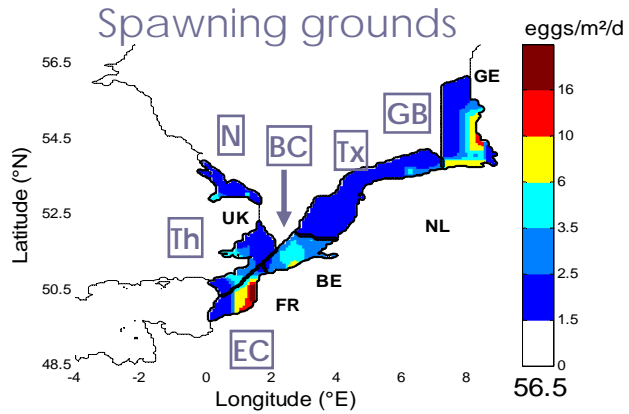 Spawning grounds
eggs/m²/d
56.5
54.5
52.5
50.5
48.5
Latitude (°N)
-4
-2
0
2
4
6
8
Longitude (°E)
GE
GB
Tx
BC
N
UK
Th
NL
BE
FR
EC
16
10
6
3.5
2.5
1.5
0
56.5